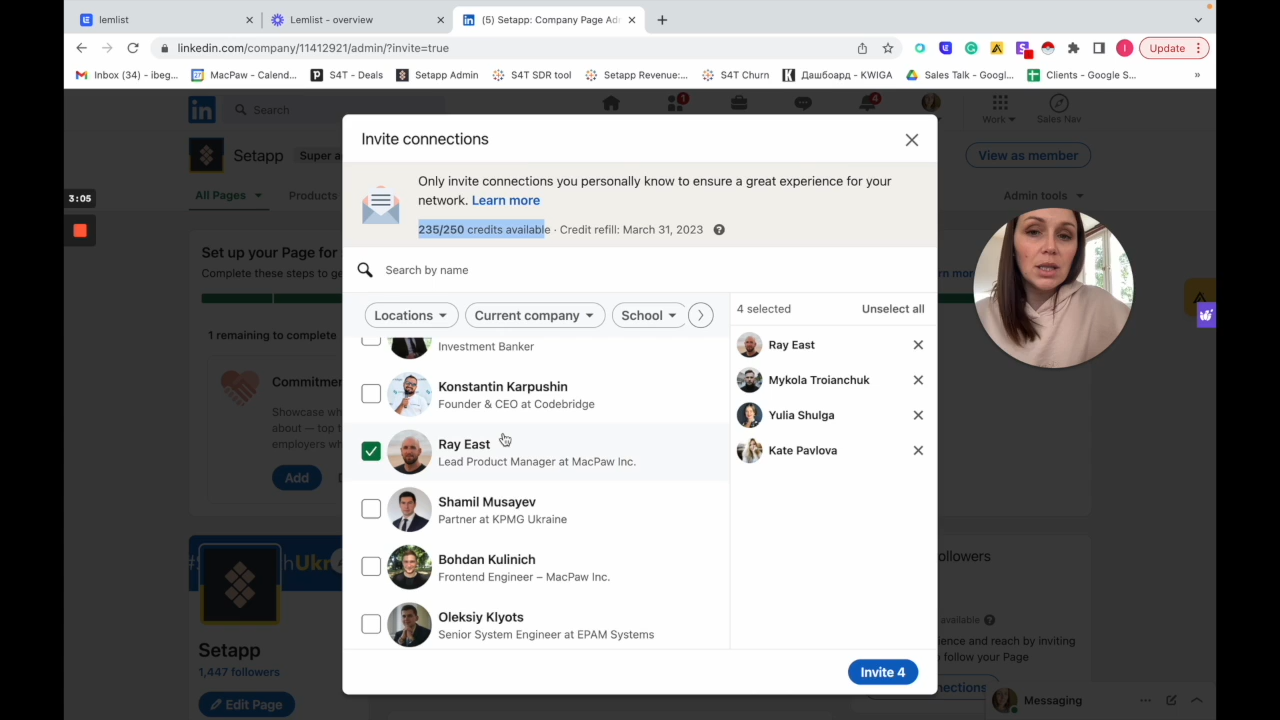 lemlist
Lemlist - overview
(5) Setapp: Company Page Ad
linkedin.com/company/11412921/admin/?invite=true
Update
Inbox (34) - ibeg...
MacPaw - Calend...
S4T - Deals
Setapp Admin
S4T SDR tool
Setapp Revenue:...
S4T Churn
Дашбоард - KWIGA
Sales Talk - Googl...
Clients - Google S...
»
in
Search
1
4
Work
Sales Nav
Setapp
Super a
View as member
All Pages
Products
Admin tools
3:05
Invite connections
Only invite connections you personally know to ensure a great experience for your
network. Learn more
235/250 credits available · Credit refill: March 31, 2023
Search by name
Locations
Current company
School
4 selected
Unselect all
Investment Banker
Konstantin Karpushin
Founder & CEO at Codebridge
Ray East
Lead Product Manager at MacPaw Inc.
Shamil Musayev
Partner at KPMG Ukraine
Bohdan Kulinich
Frontend Engineer – MacPaw Inc.
Oleksiy Klyots
Senior System Engineer at EPAM Systems
Ray East
Mykola Troianchuk
Yulia Shulga
Kate Pavlova
Invite 4
Set up your Page for
Complete these steps to ge
rn more
1 remaining to complete
Commitme
Showcase wh
about — top t
employers wh
Add
Setapp
1,447 followers
Edit Page
ollowers
available
ience and reach by inviting
o follow your Page
nections
Messaging